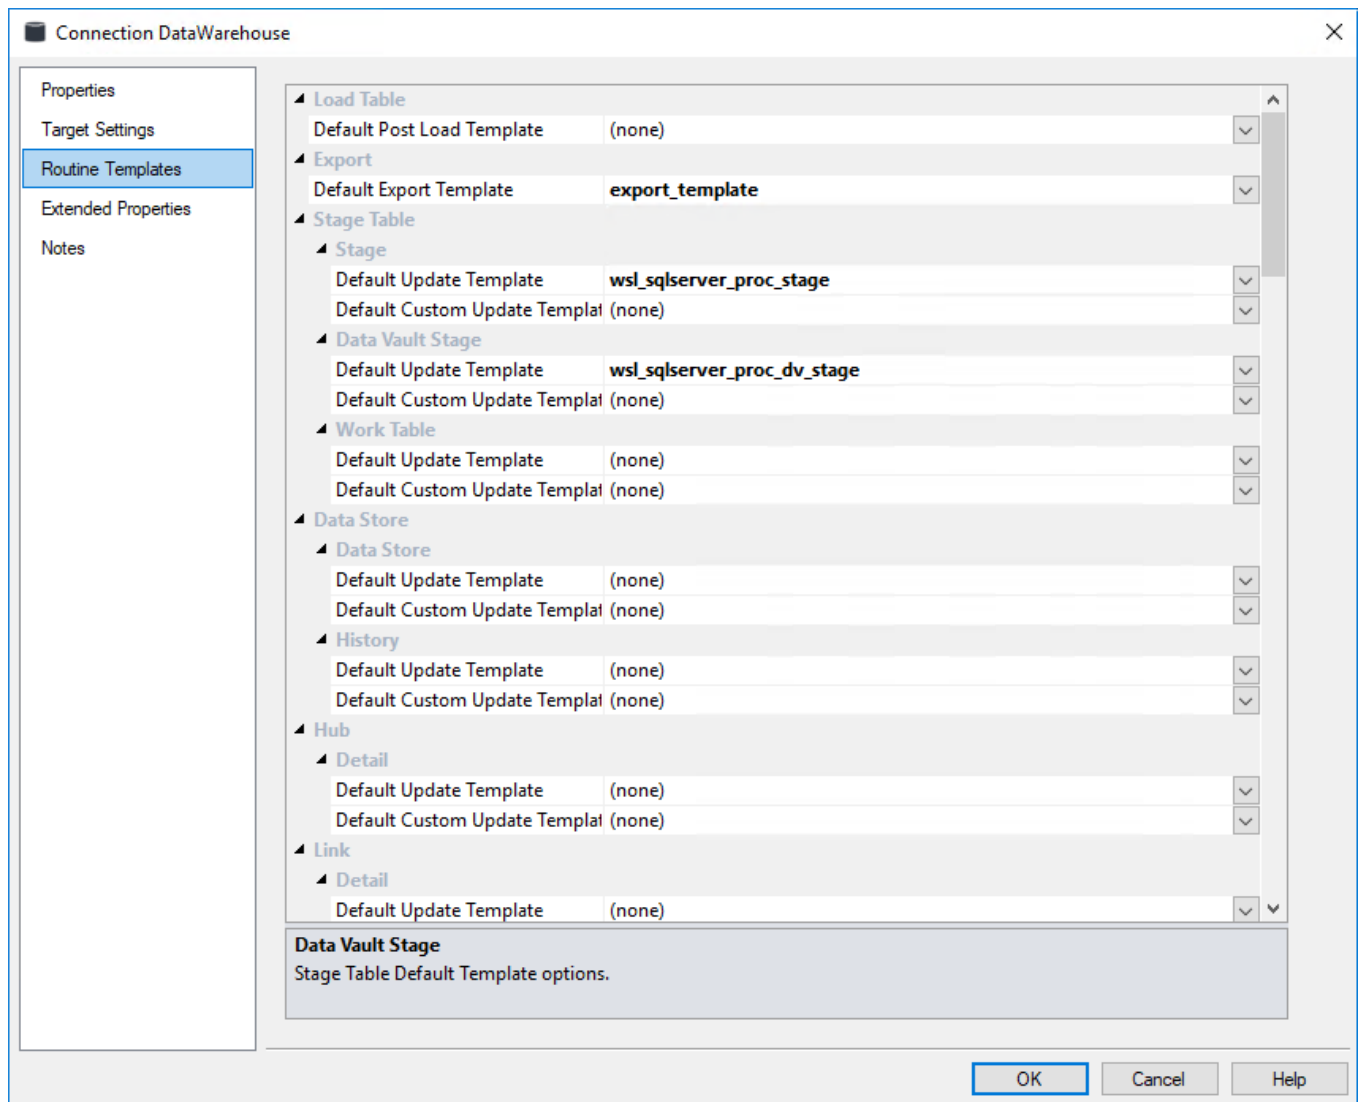 Connection DataWarehouse
Properties
Target Settings
Routine Templates
Extended Properties
Notes
Load Table
Default Post Load Template (none)
Export
Default Export Template export_template
Stage Table
Stage
Default Update Template wsl_sqlserver_proc_stage
Default Custom Update Templat (none)
Data Vault Stage
Default Update Template wsl_sqlserver_proc_dv_stage
Default Custom Update Templat (none)
Work Table
Default Update Template (none)
Default Custom Update Templat (none)
Data Store
Data Store
Default Update Template (none)
Default Custom Update Templat (none)
History
Default Update Template (none)
Default Custom Update Templat (none)
Hub
Detail
Default Update Template (none)
Default Custom Update Templat (none)
Link
Detail
Default Update Template (none)
Data Vault Stage
Stage Table Default Template options.
OK Cancel Help